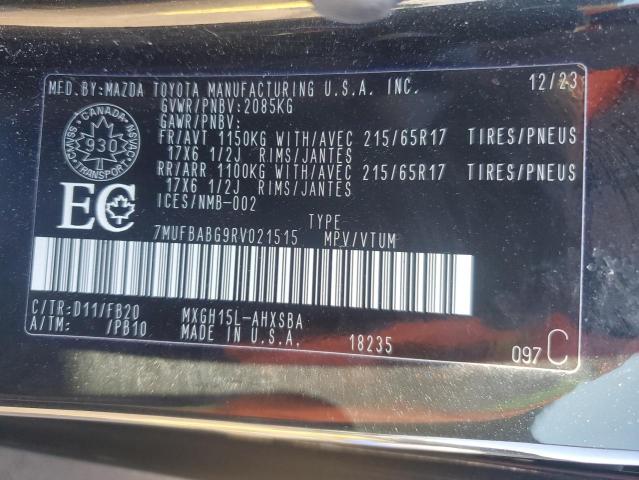 MFD.BY:MAZDA TOYOTA MANUFACTURING U.S.A. INC. 12/23
GVWR/PNBV:2085KG
GAWR/PNBV:
FR/AVT 1150KG WITH/AVEC 215/65R17 TIRES/PNEUS
17X6 1/2J RIMS/JANTES
RR/ARR 1100KG WITH/AVEC 215/65R17 TIRES/PNEUS
17X6 1/2J RIMS/JANTES
ICES/NMB-002
CANADA
930
TRANSPORT
SSVAC
NSVAC
EC
TYPE
7MUFBABG9RV021515 MPV/VTUM
C/TR:D11/FB20 MXGH15L-AHXSBA
A/TM: /PB10 MADE IN U.S.A. 18235
097 C